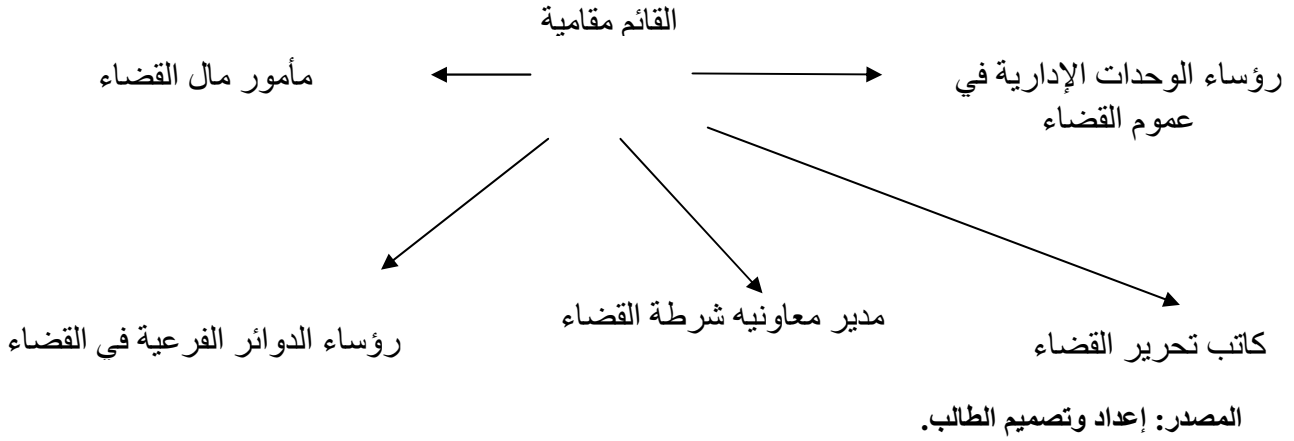 القائم مقامية
رؤساء الوحدات الإدارية في
عموم القضاء
مأمور مال القضاء
كاتب تحرير القضاء
مدير معاونيه شرطة القضاء
رؤساء الدوائر الفرعية في القضاء
المصدر: إعداد وتصميم الطالب.